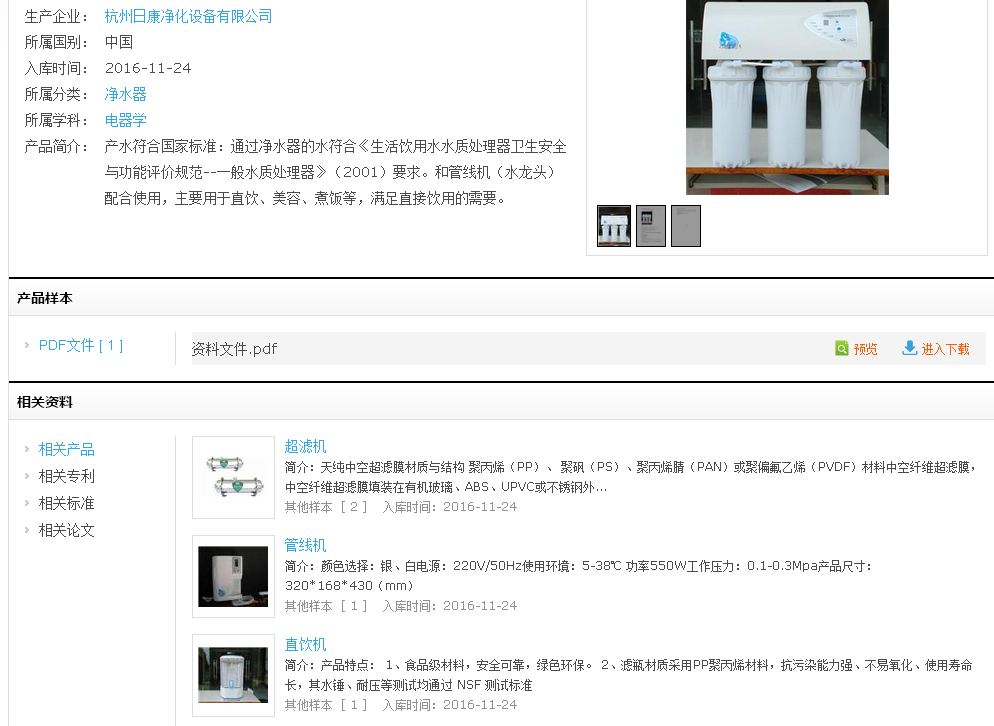 生产企业： 杭州日康净化设备有限公司
所属国别： 中国
入库时间： 2016-11-24
所属分类： 净水器
所属学科： 电器学
产品简介： 产水符合国家标准：通过净水器的水符合《生活饮用水水质处理器卫生安全
与功能评价规范--一般水质处理器》（2001）要求。和管线机（水龙头）
配合使用，主要用于直饮、美容、煮饭等，满足直接饮用的需要。
产品样本
PDF文件 [ 1 ]
资料文件.pdf
预览
进入下载
相关资料
相关产品
相关专利
相关标准
相关论文
超滤机
简介：天纯中空超滤膜材质与结构 聚丙烯（PP）、聚砜（PS）、聚丙烯腈（PAN）或聚偏氟乙烯（PVDF）材料中空纤维超滤膜，
中空纤维超滤膜填装在有机玻璃、ABS、UPVC或不锈钢外...
其他样本 [ 2 ] 入库时间：2016-11-24
管线机
简介：颜色选择：银、白电源：220V/50Hz使用环境：5-38℃ 功率550W工作压力：0.1-0.3Mpa产品尺寸：
320*168*430（mm）
其他样本 [ 1 ] 入库时间：2016-11-24
直饮机
简介：产品特点： 1、食品级材料，安全可靠，绿色环保。 2、滤瓶材质采用PP聚丙烯材料，抗污染能力强、不易氧化、使用寿命
长，其水锤、耐压等测试均通过 NSF 测试标准
其他样本 [ 1 ] 入库时间：2016-11-24